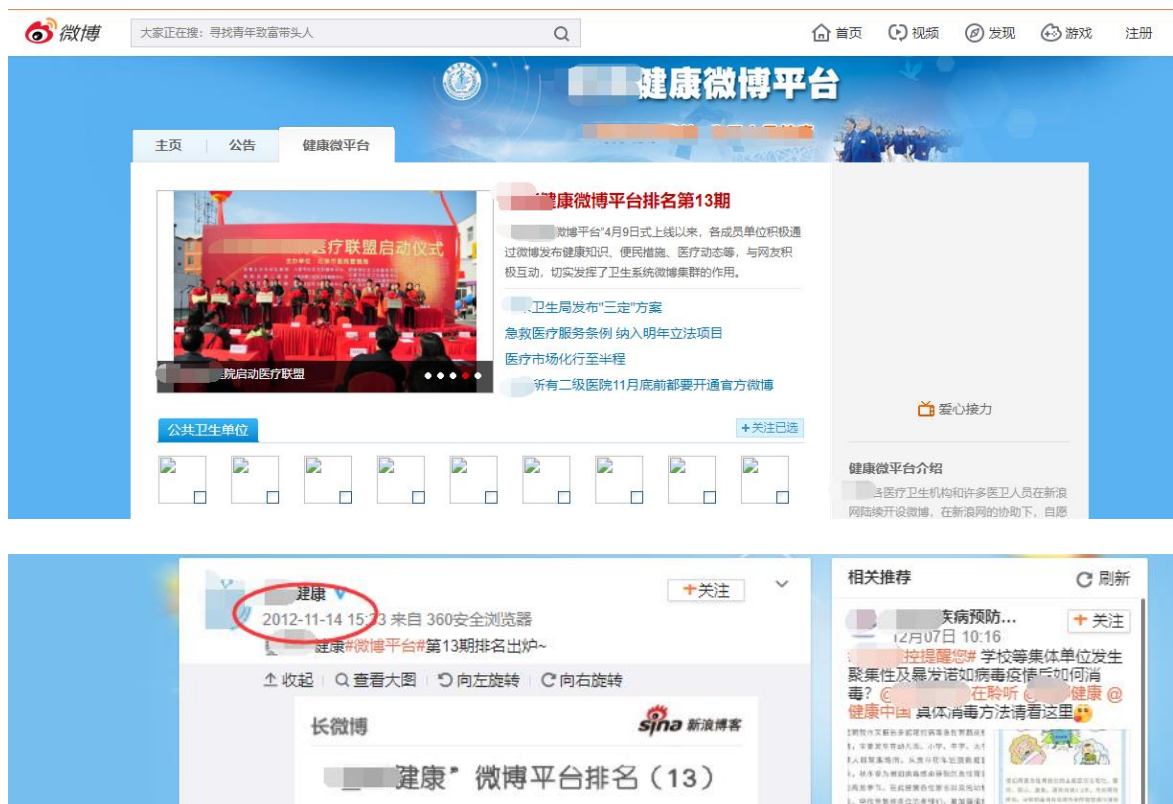 微博
大家正在搜：寻找青年致富带头人
首页
视频
发现
游戏
注册
健康微博平台
主页
公告
健康微平台
医疗联盟启动仪式
院启动医疗联盟
健康微博平台排名第13期
微博平台"4月9日式上线以来，各成员单位积极通
过微博发布健康知识、便民措施、医疗动态等，与网友积
极互动，切实发挥了卫生系统微博集群的作用。
卫生局发布"三定"方案
急救医疗服务条例 纳入明年立法项目
医疗市场化行至半程
所有二级医院11月底前都要开通官方微博
公共卫生单位
+关注已选
爱心接力
健康微平台介绍
各医疗卫生机构和许多医卫人员在新浪
网陆续开设微博，在新浪网的协助下，自愿
健康
2012-11-14 15:33 来自 360安全浏览器
健康#微博平台#第13期排名出炉~
+关注
收起
查看大图
向左旋转
向右旋转
长微博
sina 新浪博客
健康”微博平台排名（13）
相关推荐
刷新
疾病预防...
+关注
12月07日 10:16
控提醒您# 学校等集体单位发生
聚集性及暴发诺如病毒疫情后如何消
毒？@
在聆听
健康 @
健康中国 具体消毒方法请看这里